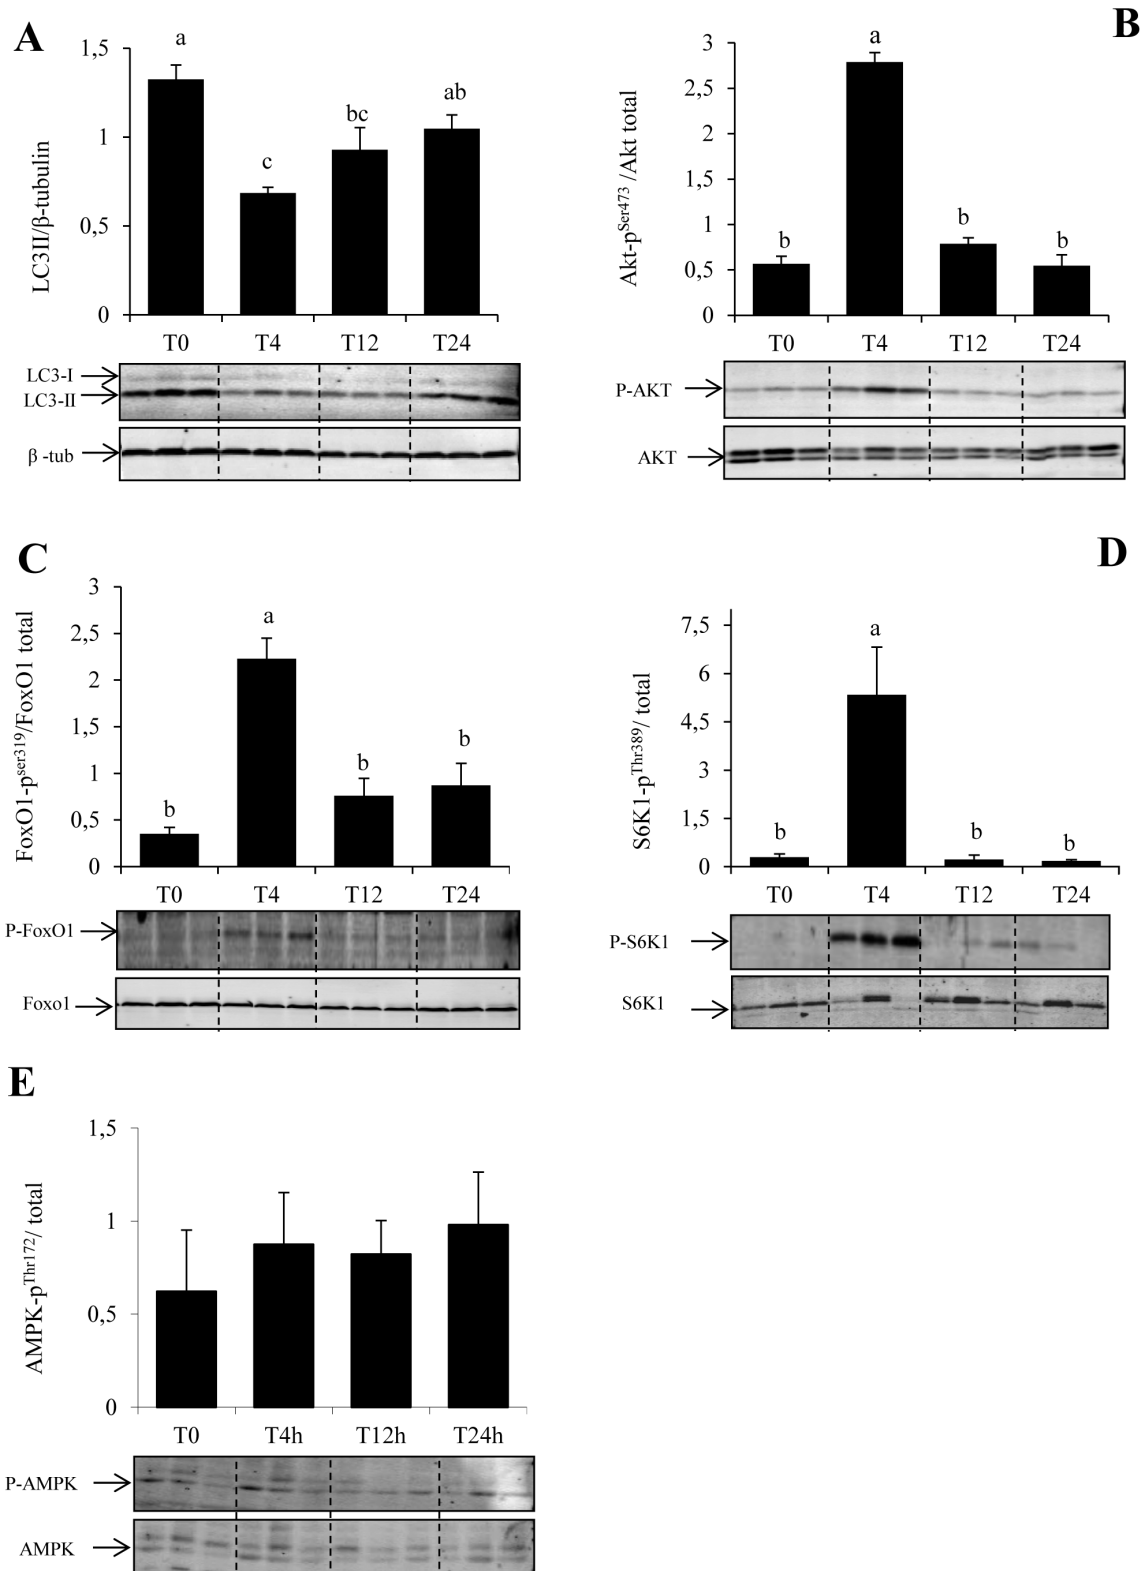 A
B
a
c
bc
ab
1,5
1
0,5
0
LC3II/β-tubulin
T0 T4 T12 T24
LC3-I
LC3-II
β -tub
a
b
b
b
3
2,5
2
1,5
1
0,5
0
Akt-pSer473 /Akt total
T0 T4 T12 T24
P-AKT
AKT
C
D
a
b
b
b
3
2,5
2
1,5
1
0,5
0
FoxO1-pser319/FoxO1 total
T0 T4 T12 T24
P-FoxO1
Foxo1
a
b
b
b
7,5
6
4,5
3
1,5
0
S6K1-pThr389/ total
T0 T4 T12 T24
P-S6K1
S6K1
E
1,5
1
0,5
0
AMPK-pThr172/ total
T0 T4h T12h T24h
P-AMPK
AMPK